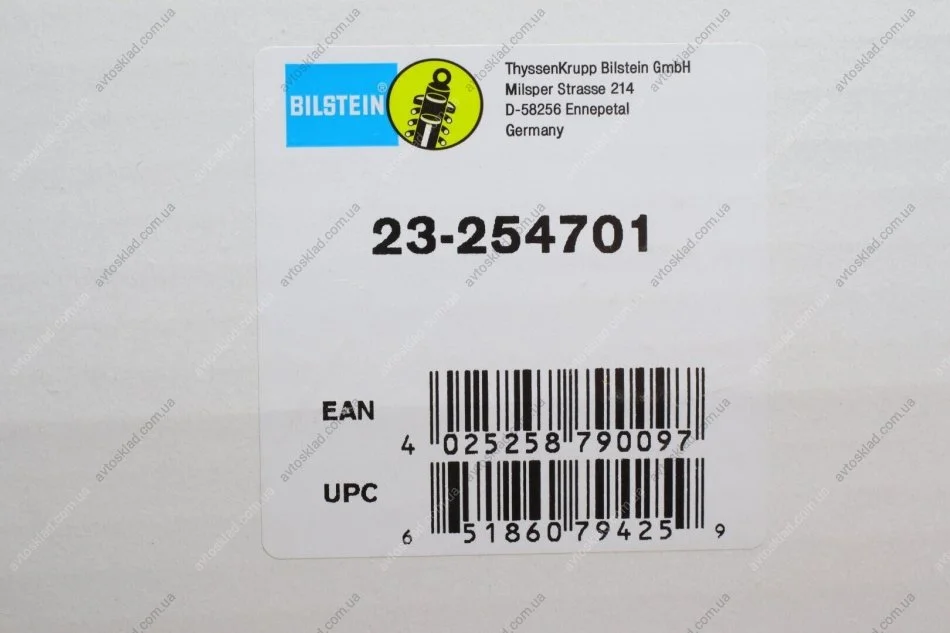 BILSTEIN®
ThyssenKrupp Bilstein GmbH
Milsper Strasse 214
D-58256 Ennepetal
Germany
23-254701
EAN
4 025258 790097
UPC
6 51860 79425 9
avtosklad.com.ua